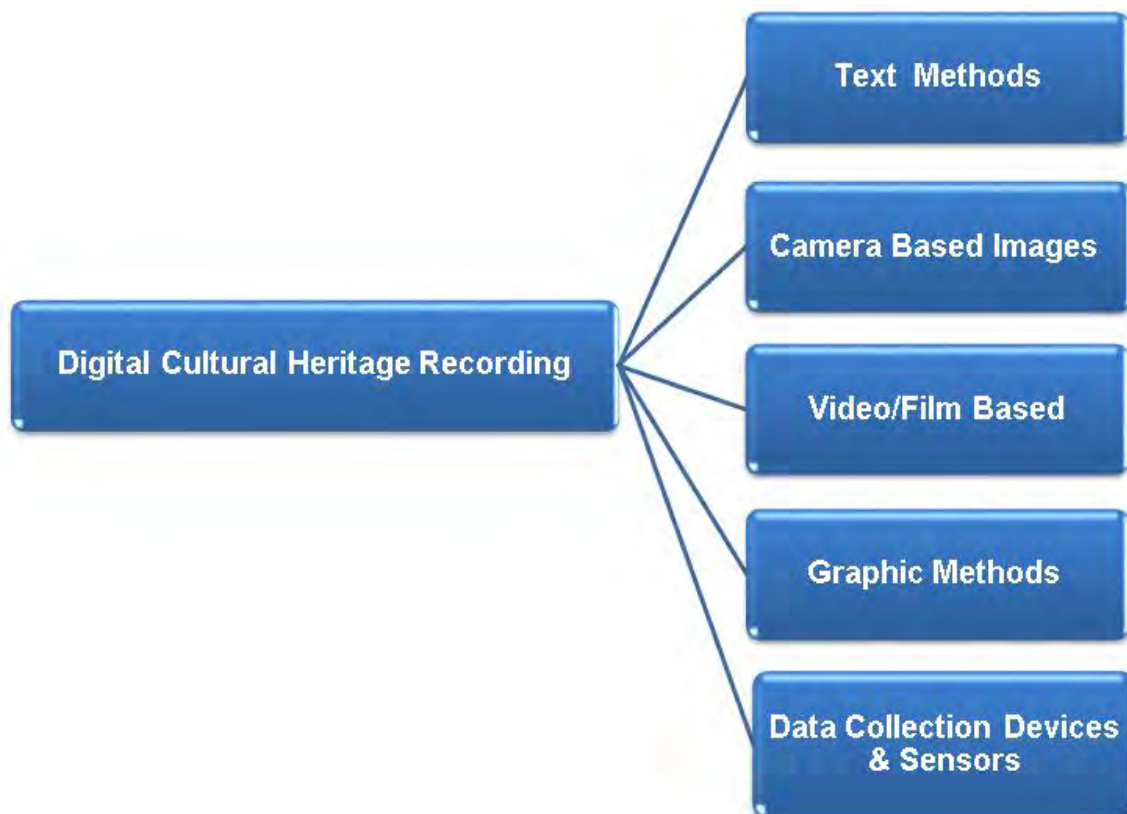 Text Methods
Camera Based Images
Digital Cultural Heritage Recording
Video/Film Based
Graphic Methods
Data Collection Devices
& Sensors